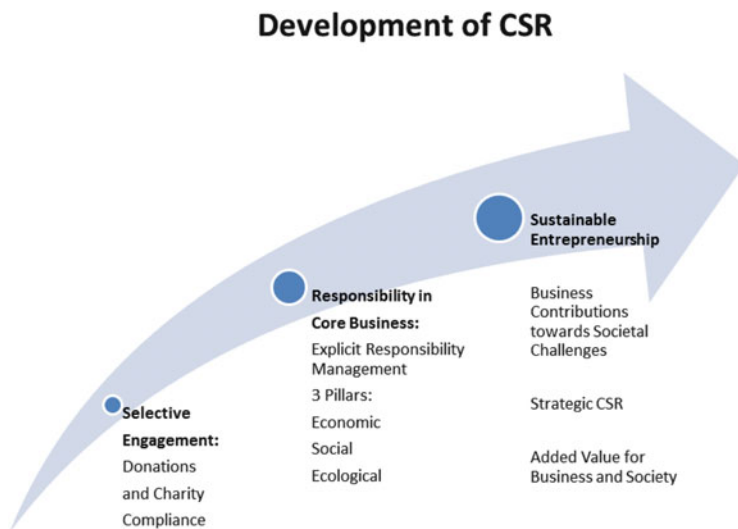 Development of CSR
Selective
Engagement:
Donations
and Charity
Compliance
Responsibility in
Core Business:
Explicit Responsibility
Management
3 Pillars:
Economic
Social
Ecological
Sustainable
Entrepreneurship
Business
Contributions
towards Societal
Challenges
Strategic CSR
Added Value for
Business and Society